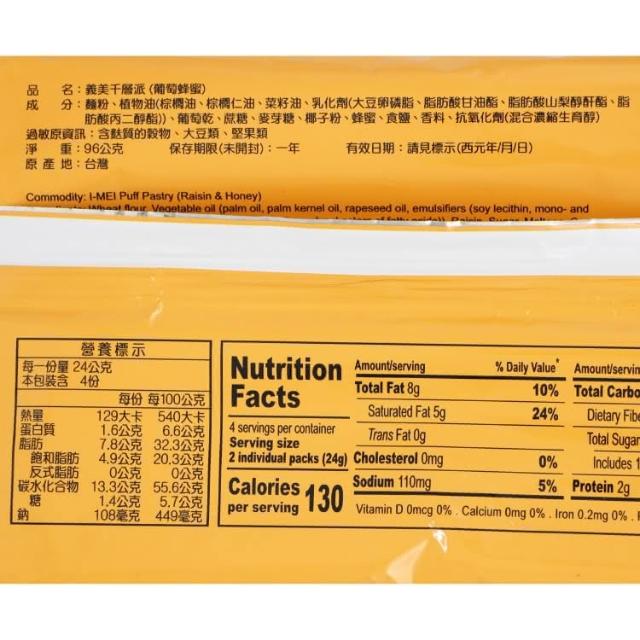 品 名：義美千層派 (葡萄蜂蜜)
成 分：麵粉、植物油(棕櫚油、棕櫚仁油、菜籽油、乳化劑(大豆卵磷脂、脂肪酸甘油酯、脂肪酸山梨醇酐酯、脂
肪酸丙二醇酯))、葡萄乾、蔗糖、麥芽糖、椰子粉、蜂蜜、食鹽、香料、抗氧化劑(混合濃縮生育醇)
過敏原資訊：含麩質的穀物、大豆類、堅果類
淨 重：96公克 保存期限(未開封)：一年 有效日期：請見標示(西元年/月/日)
原 產 地：台灣
Commodity: I-MEI Puff Pastry (Raisin & Honey)
Wheat flour, Vegetable oil (palm oil, palm kernel oil, rapeseed oil, emulsifiers (soy lecithin, mono- and
營養標示
每一份量 24公克
本包裝含 4份
每份 每100公克
熱量 129大卡 540大卡
蛋白質 1.6公克 6.6公克
脂肪 7.8公克 32.3公克
飽和脂肪 4.9公克 20.3公克
反式脂肪 0公克 0公克
碳水化合物 13.3公克 55.6公克
糖 1.4公克 5.7公克
鈉 108毫克 449毫克
Nutrition
Facts
4 servings per container
Serving size
2 individual packs (24g)
Calories
per serving 130
Amount/serving % Daily Value*
Total Fat 8g 10%
Saturated Fat 5g 24%
Trans Fat 0g
Cholesterol 0mg 0%
Sodium 110mg 5%
Vitamin D 0mcg 0% . Calcium 0mg 0% . Iron 0.2mg 0% .
Amount/servin
Total Carbo
Dietary Fibe
Total Sugar
Includes 1
Protein 2g